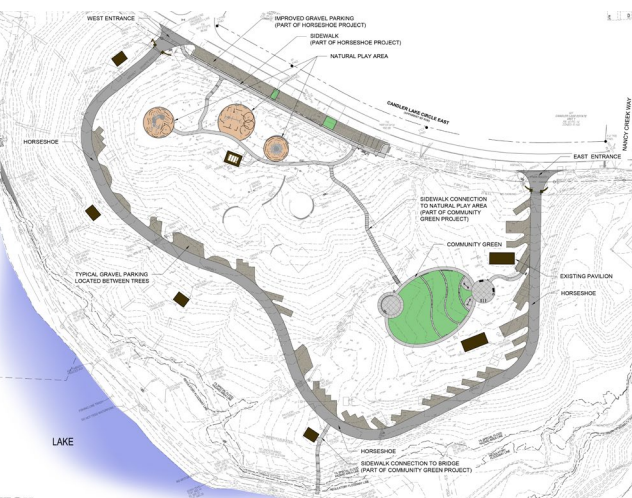 WEST ENTRANCE
IMPROVED GRAVEL PARKING
(PART OF HORSESHOE PROJECT)
SIDEWALK
(PART OF HORSESHOE PROJECT)
NATURAL PLAY AREA
CANDLER LAKE CIRCLE EAST
NANCY CREEK WAY
HORSESHOE
EAST ENTRANCE
SIDEWALK CONNECTION
TO NATURAL PLAY AREA
(PART OF COMMUNITY
GREEN PROJECT)
COMMUNITY GREEN
TYPICAL GRAVEL PARKING
LOCATED BETWEEN TREES
EXISTING PAVILION
HORSESHOE
LAKE
HORSESHOE
SIDEWALK CONNECTION TO BRIDGE
(PART OF COMMUNITY GREEN PROJECT)